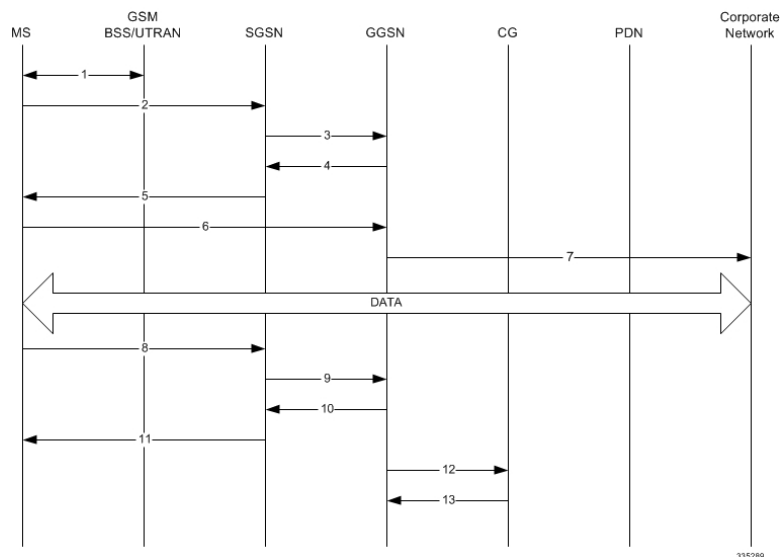 GSM
Corporate
MS
BSS/UTRAN
SGSN
GGSN
CG
PDN
Network
1
2
3
4
5
6
7
DATA
8
9
10
11
12
13
335289